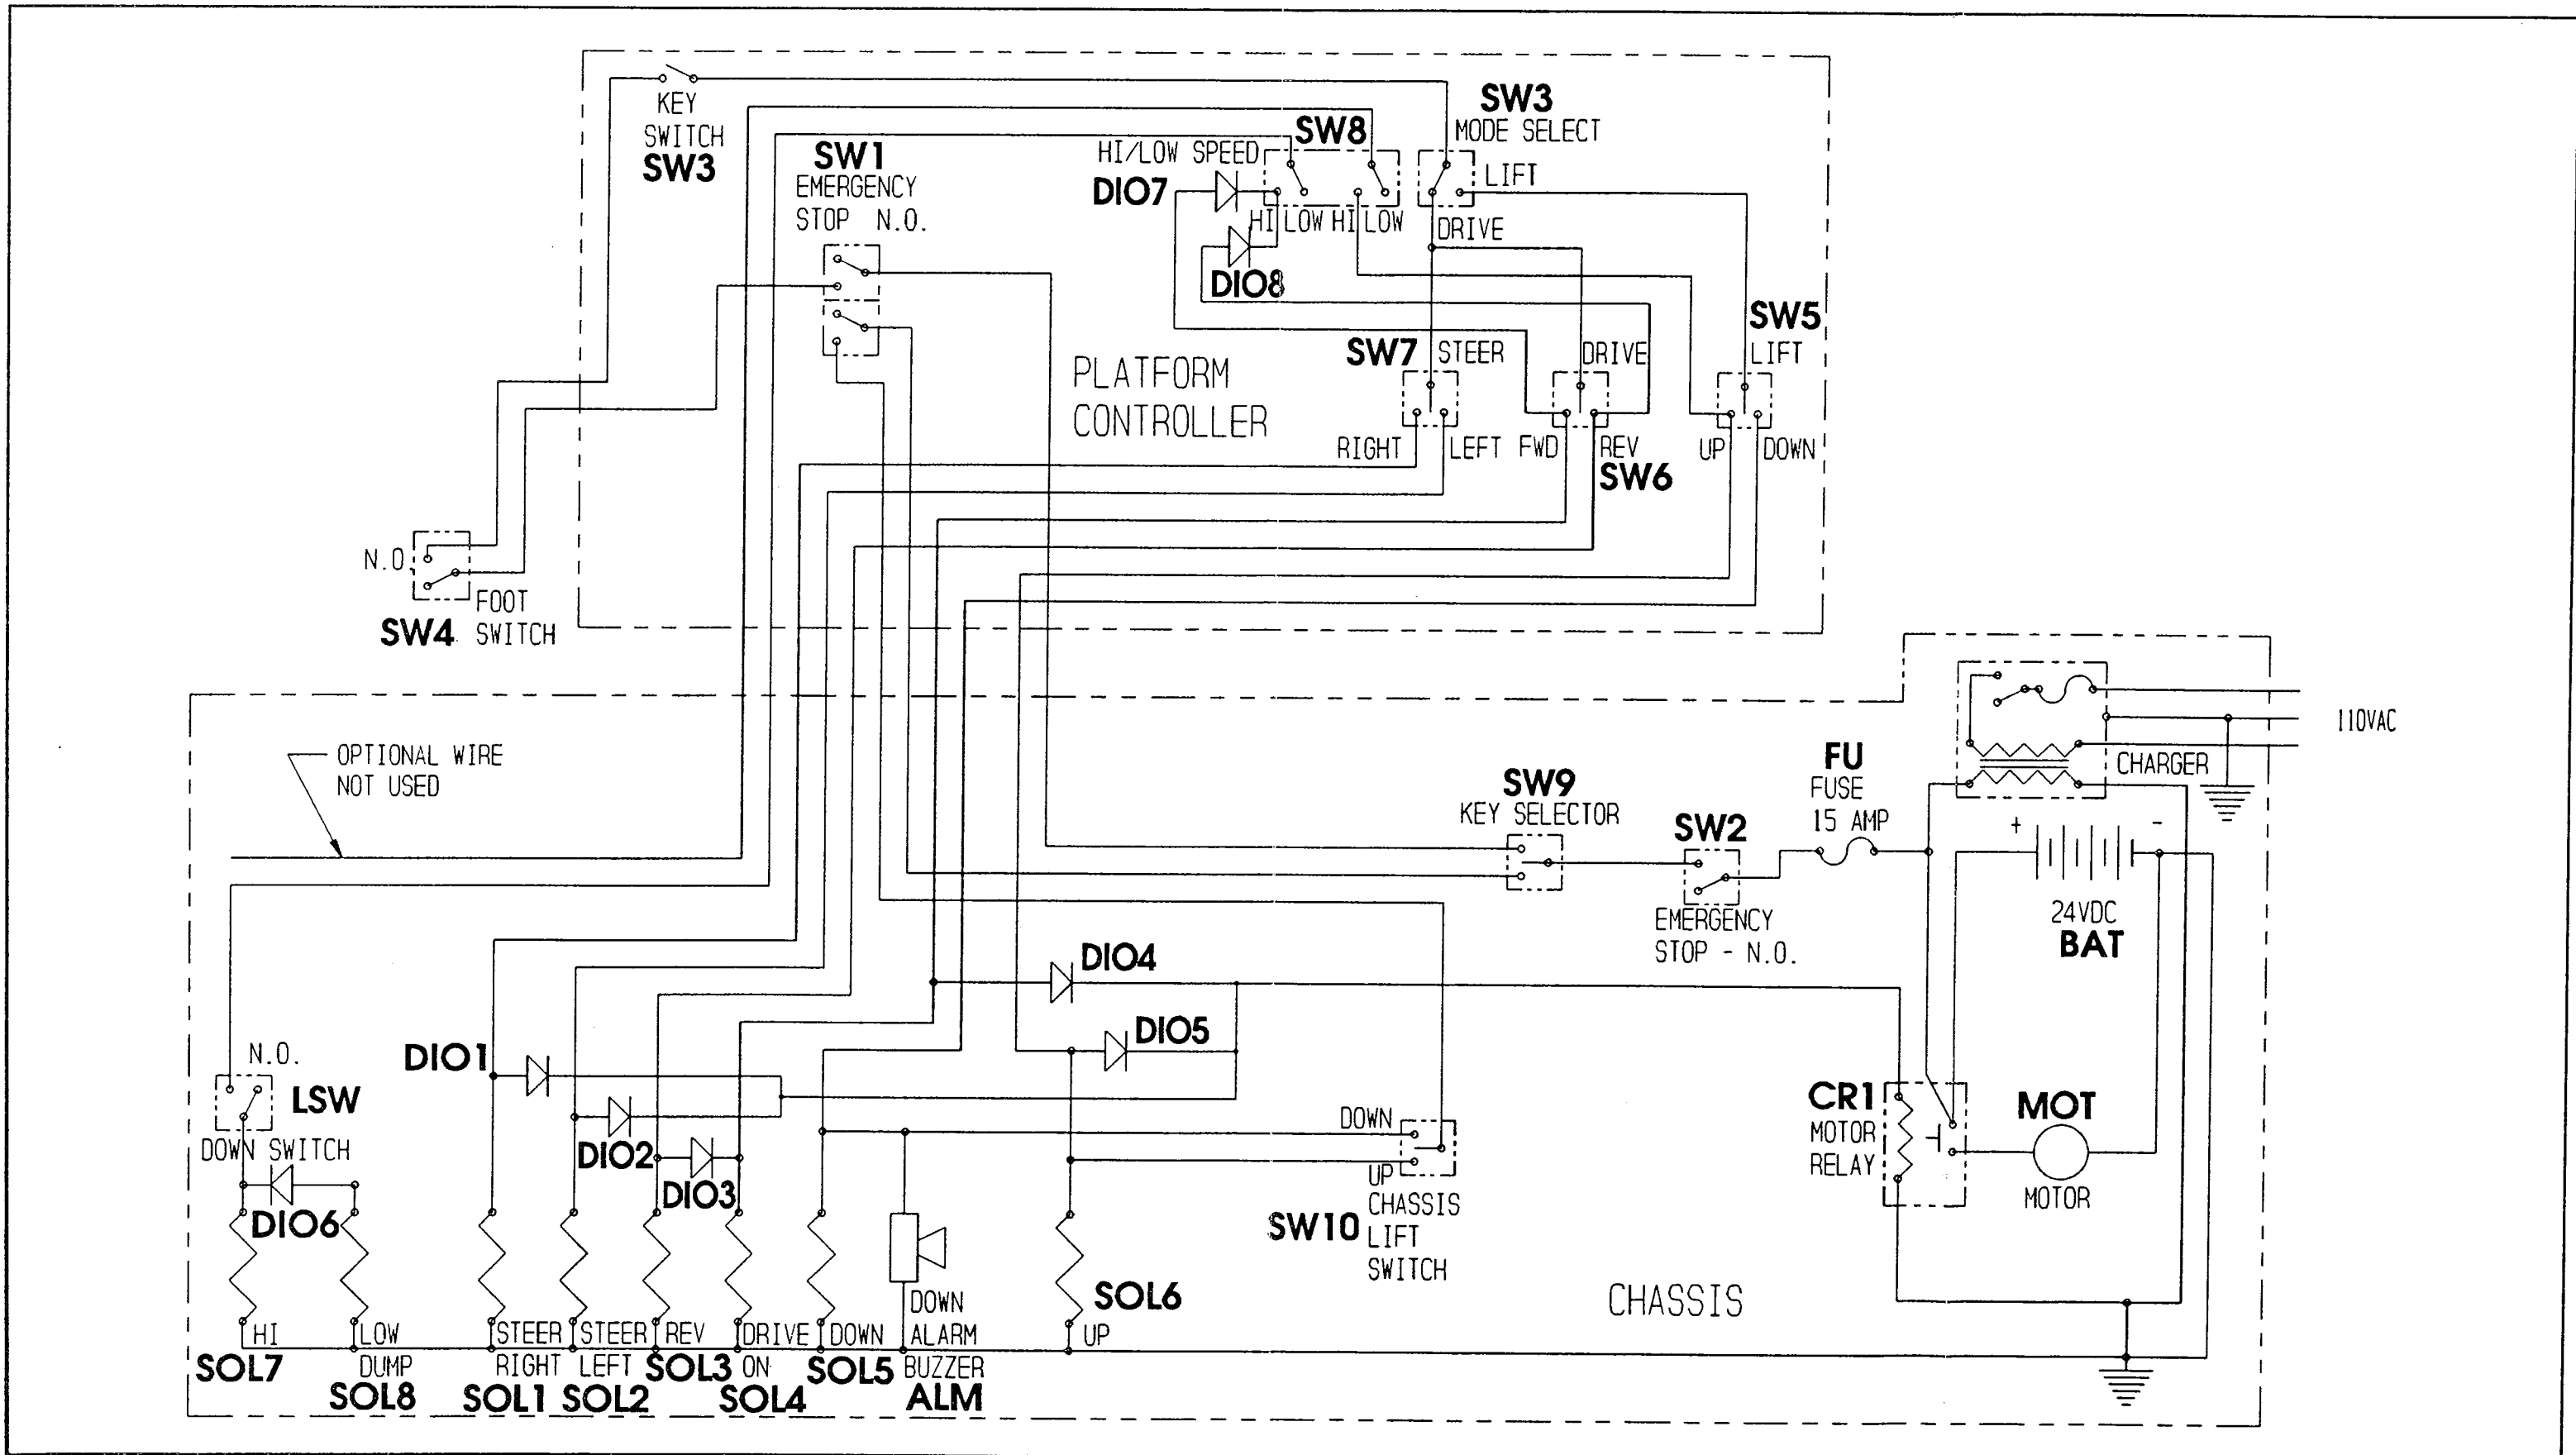 KEY
SWITCH
SW3
SW1
EMERGENCY
STOP N.O.
HI/LOW SPEED
DIO7
SW8
HI LOW HI LOW
DIO8
SW3
MODE SELECT
LIFT
DRIVE
PLATFORM
CONTROLLER
SW7 STEER
DRIVE
SW5
LIFT
RIGHT
LEFT
FWD
REV
SW6
UP
DOWN
N.O.
FOOT
SWITCH
SW4
OPTIONAL WIRE
NOT USED
110VAC
CHARGER
FU
FUSE
15 AMP
SW9
KEY SELECTOR
SW2
EMERGENCY
STOP - N.O.
+
-
24VDC
BAT
DIO4
DIO5
DIO1
DIO2
DIO3
N.O.
LSW
DOWN SWITCH
DIO6
DOWN
UP
CHASSIS
LIFT
SWITCH
SW10
CR1
MOTOR
RELAY
MOT
MOTOR
CHASSIS
HI
SOL7
LOW
DUMP
SOL8
STEER
RIGHT
SOL1
STEER
LEFT
SOL2
REV
SOL3
DRIVE
ON
SOL4
DOWN
SOL5
DOWN
ALARM
BUZZER
ALM
SOL6
UP